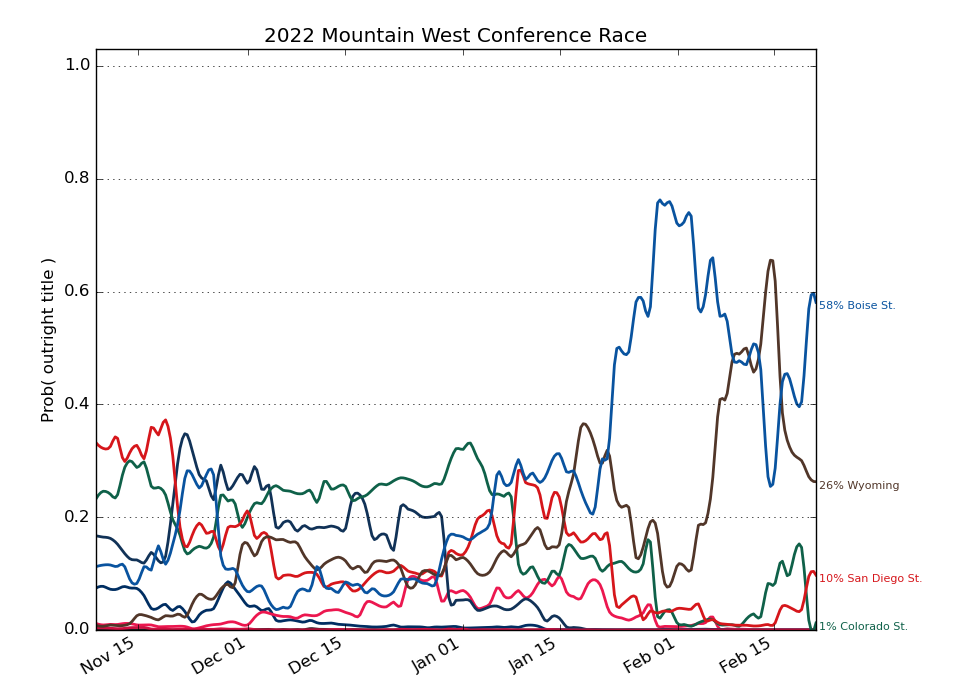 2022 Mountain West Conference Race
1.0
0.8
0.6
0.4
0.2
0.0
Prob( outright title )
58% Boise St.
26% Wyoming
10% San Diego St.
1% Colorado St.
Nov 15
Dec 01
Dec 15
Jan 01
Jan 15
Feb 01
Feb 15